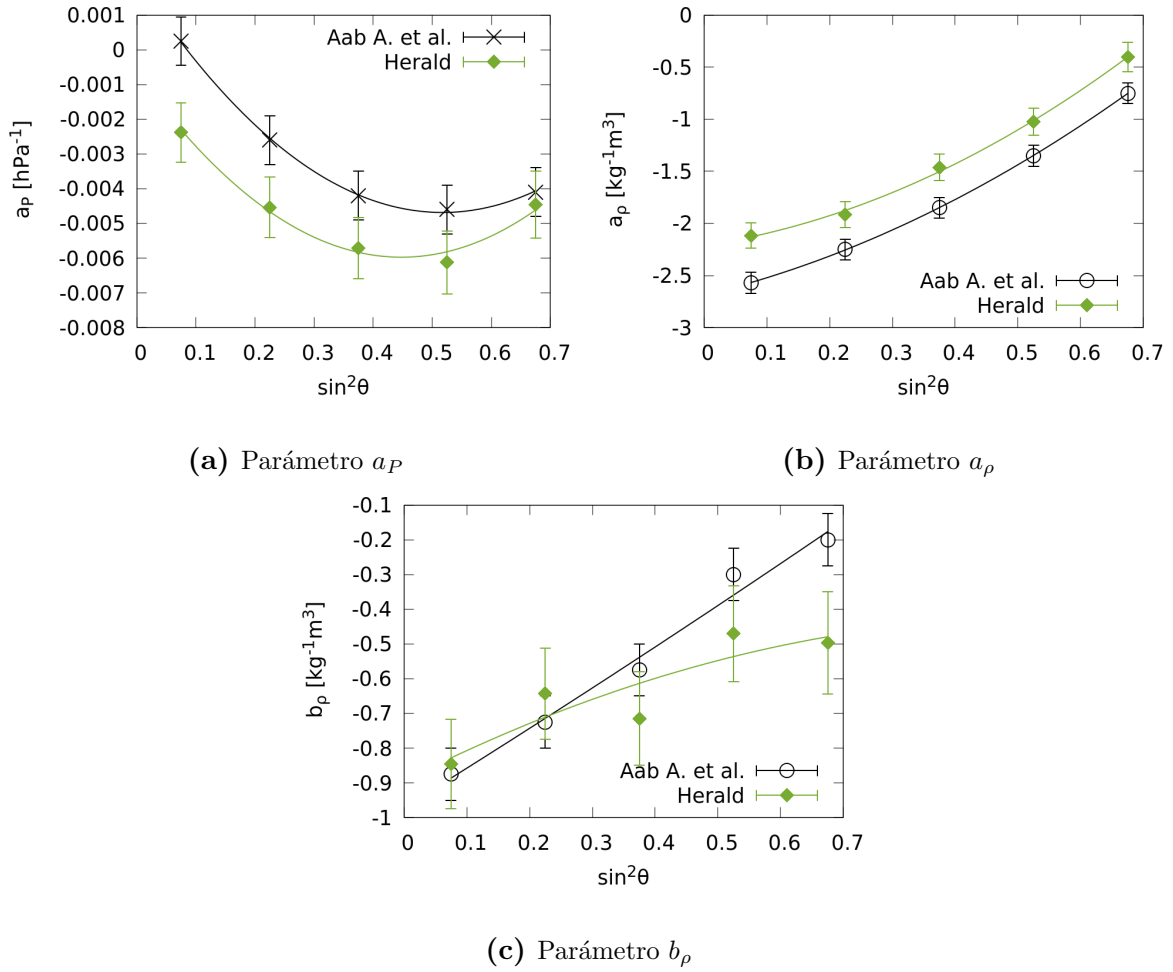 0.001
0
-0.001
-0.002
-0.003
-0.004
-0.005
-0.006
-0.007
-0.008
aP [hPa-1]
0 0.1 0.2 0.3 0.4 0.5 0.6 0.7
sin²θ
Aab A. et al.
Herald
(a) Parámetro aP
0
-0.5
-1
-1.5
-2
-2.5
-3
aρ [kg-1m3]
0 0.1 0.2 0.3 0.4 0.5 0.6 0.7
sin²θ
Aab A. et al.
Herald
(b) Parámetro aρ
-0.1
-0.2
-0.3
-0.4
-0.5
-0.6
-0.7
-0.8
-0.9
-1
bρ [kg-1m3]
0 0.1 0.2 0.3 0.4 0.5 0.6 0.7
sin²θ
Aab A. et al.
Herald
(c) Parámetro bρ